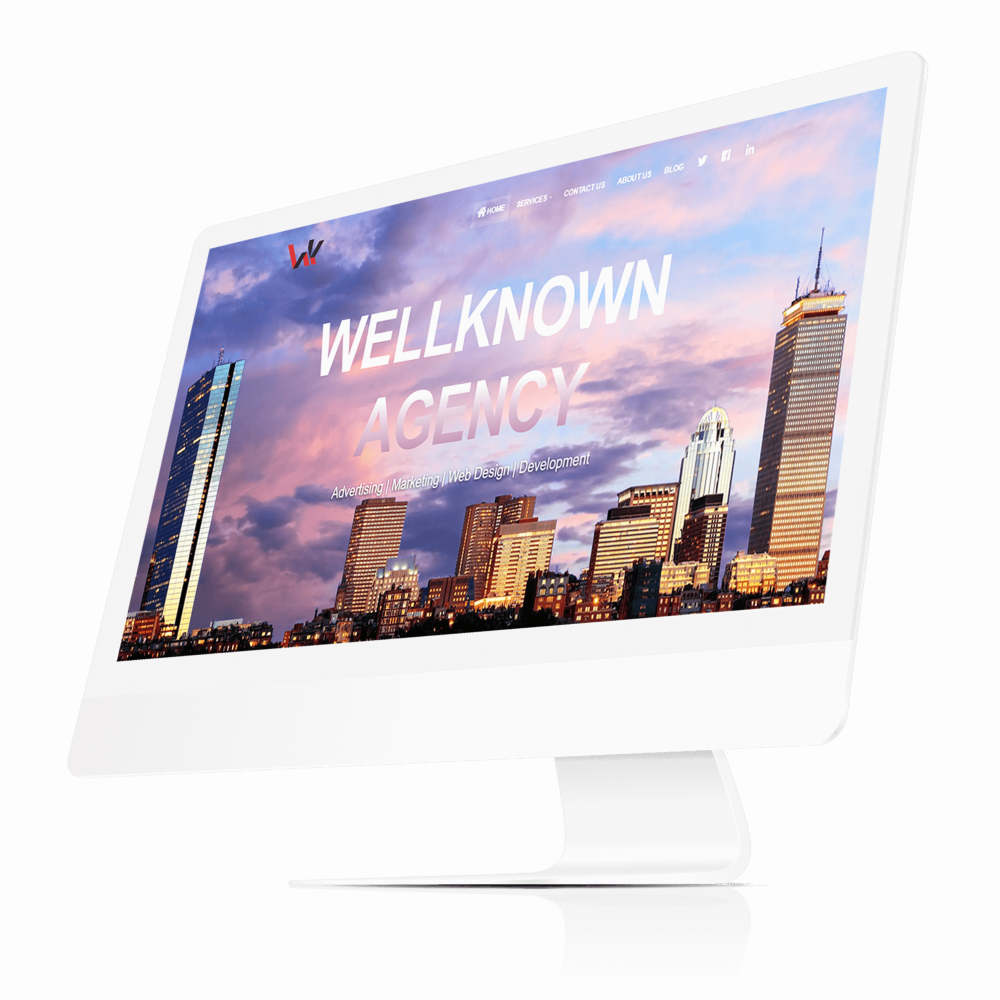 HOME SERVICES CONTACT US ABOUT US BLOG
W
WELLKNOWN
AGENCY
Advertising | Marketing | Web Design | Development